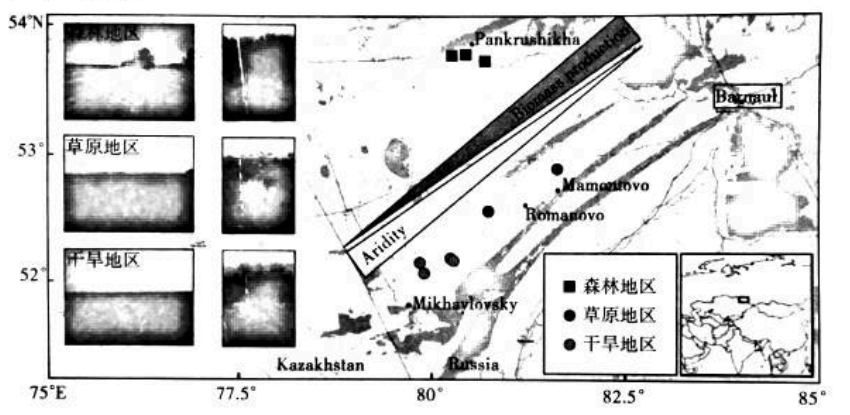 54°N
53°
52°
75°E
77.5°
80°
82.5°
85°
森林地区
草原地区
干旱地区
Pankrushikha
Biomass production
Barnaul
Mamontovo
Romanovo
Aridity
Mikhaylovsky
Kazakhstan
Russia
森林地区
草原地区
干旱地区